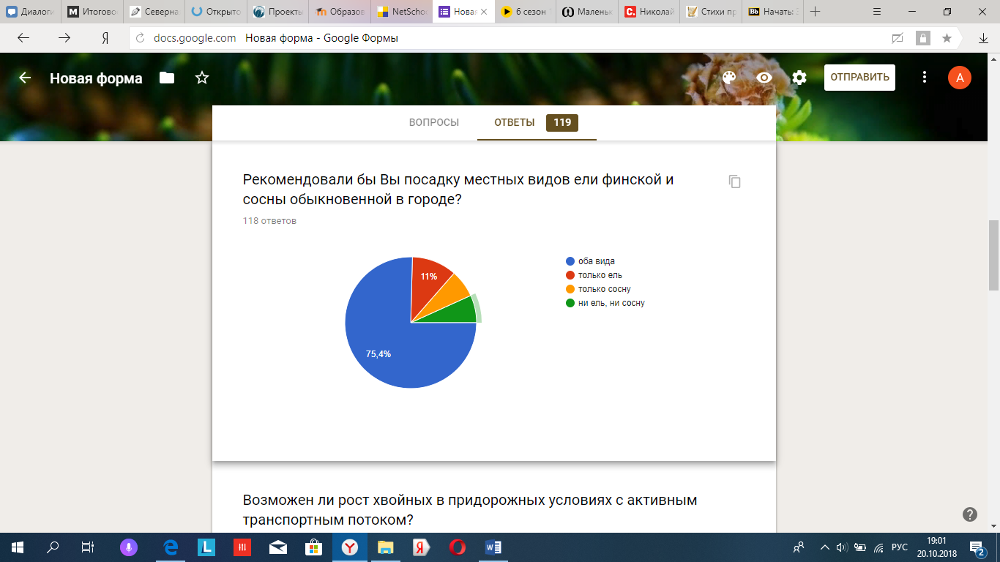 Диалоги
Итогово
Северна
Открыто
Проекты
Образов
NetSchoo
Новая
6 сезон
Маленьк
Николай
Стихи пр
Начать: З
docs.google.com Новая форма - Google Формы
Новая форма
ОТПРАВИТЬ
А
ВОПРОСЫ
ОТВЕТЫ 119
Рекомендовали бы Вы посадку местных видов ели финской и
сосны обыкновенной в городе?
118 ответов
оба вида
только ель
только сосну
ни ель, ни сосну
11%
75,4%
Возможен ли рост хвойных в придорожных условиях с активным
транспортным потоком?
РУС
19:01
20.10.2018
2